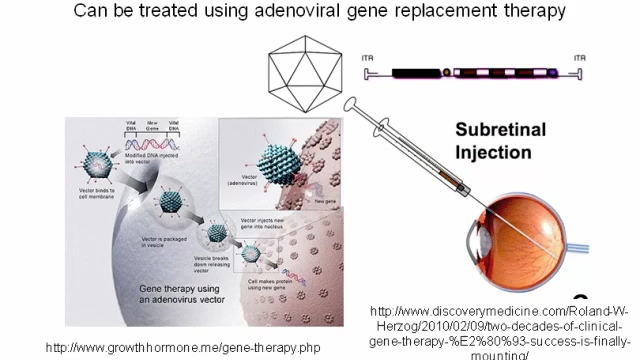 Can be treated using adenoviral gene replacement therapy
ITR
ITR
Subretinal
Injection
Viral
DNA
New
Gene
Viral
DNA
Modified DNA injected
into vector
Vector binds to
cell membrane
Vector
(adenovirus)
New gene
Vector is packaged
in vesicle
Vector injects new
gene into nucleus
Vesicle breaks
down releasing
vector
Cell makes protein
using new gene
Gene therapy using
an adenovirus vector
http://www.growthhormone.me/gene-therapy.php
http://www.discoverymedicine.com/Roland-W-
Herzog/2010/02/09/two-decades-of-clinical-
gene-therapy-%E2%80%93-success-is-finally-
mounting/